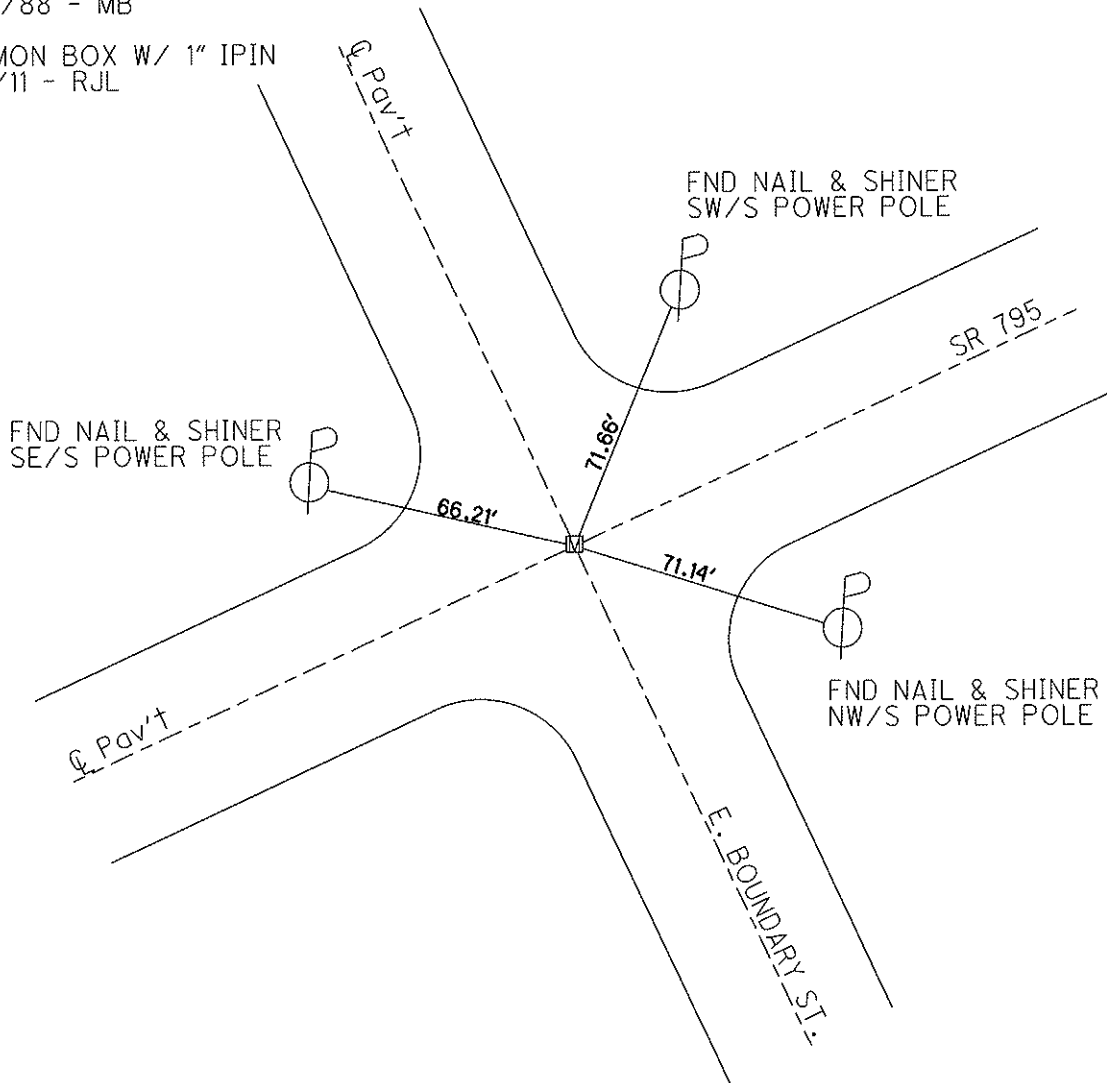 /88 - MB
MON BOX W/ 1" IPIN
/11 - RJL
℄ Pav't
FND NAIL & SHINER
SW/S POWER POLE
SR 795
FND NAIL & SHINER
SE/S POWER POLE
71.66'
66.21'
M
71.14'
FND NAIL & SHINER
NW/S POWER POLE
℄ Pav't
E. BOUNDARY ST.